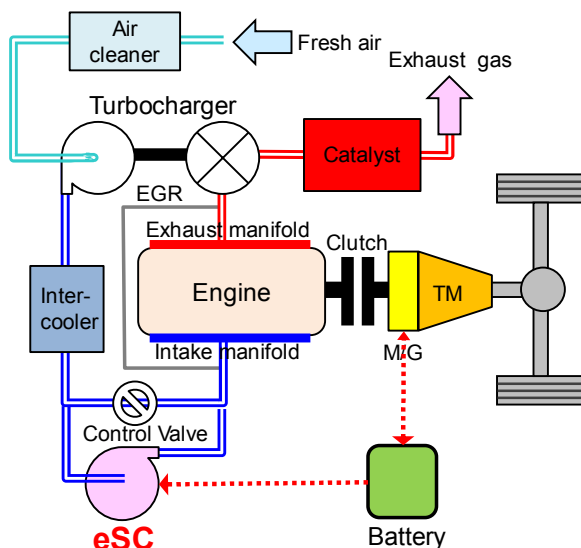 Air
cleaner
Fresh air
Exhaust gas
Turbocharger
Catalyst
EGR
Exhaust manifold
Clutch
Engine
TM
Inter-
cooler
Intake manifold
M/G
Control Valve
eSC
Battery